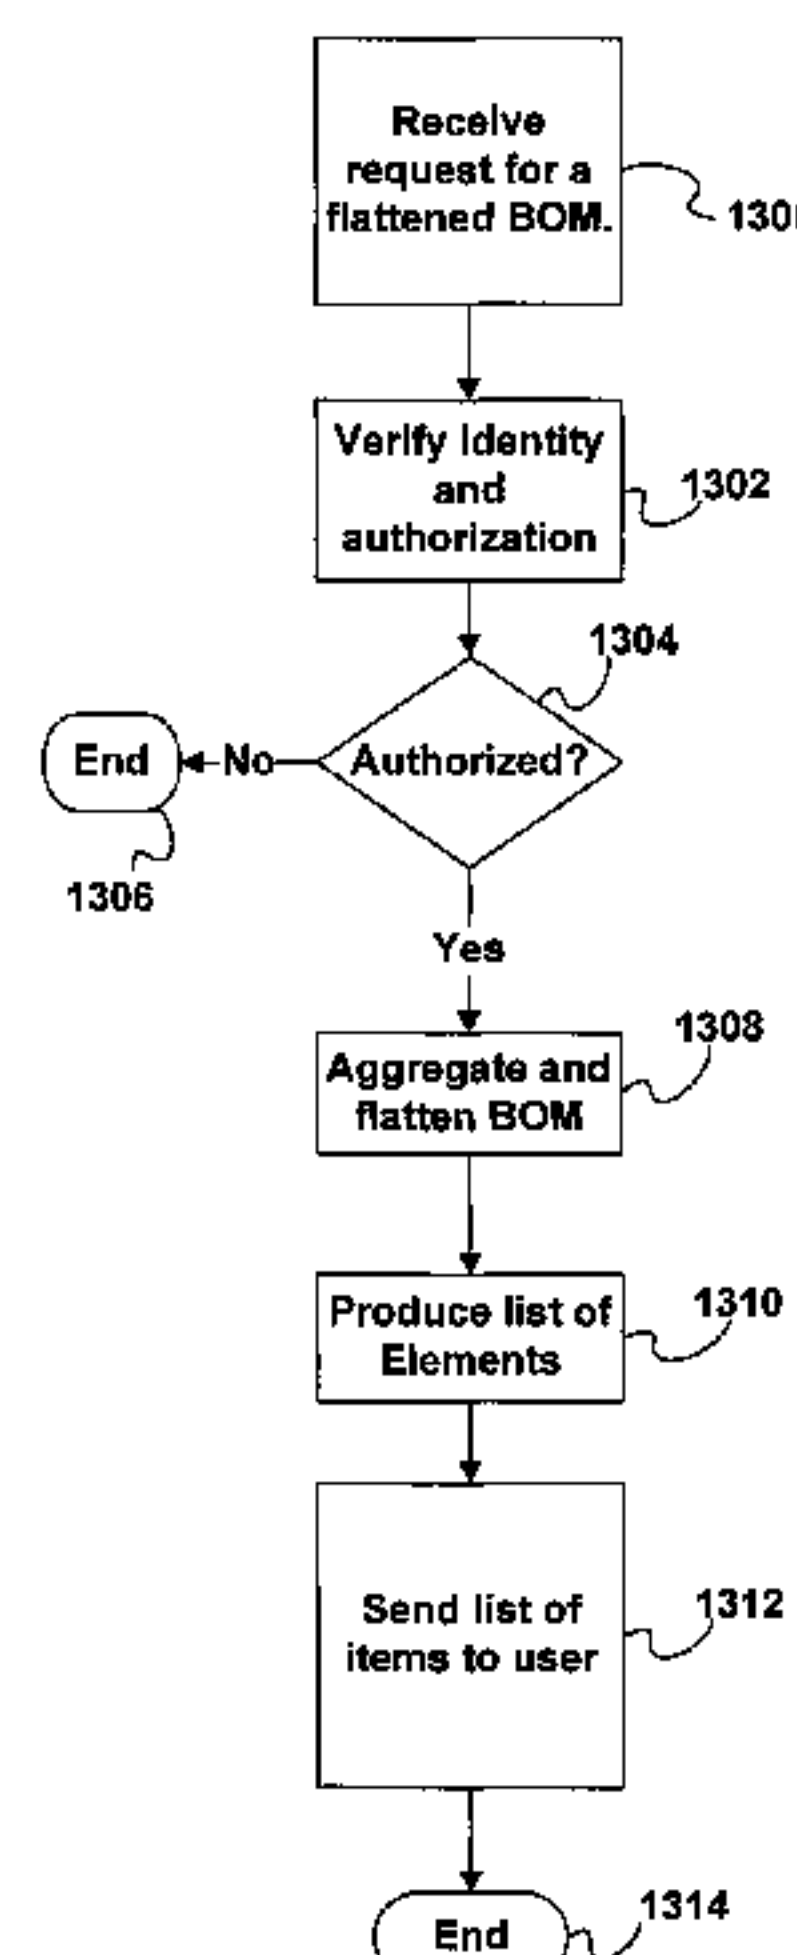 Receive
request for a
flattened BOM.
Verify Identity
and
authorization
1302
1304
Authorized?
No
End
1306
Yes
Aggregate and
flatten BOM
1308
Produce list of
Elements
1310
Send list of
items to user
1312
End
1314